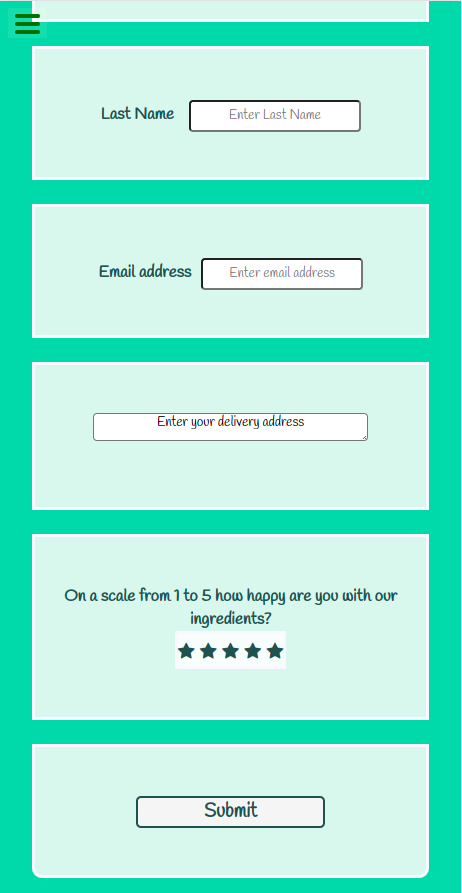 Last Name Enter Last Name
Email address Enter email address
Enter your delivery address
On a scale from 1 to 5 how happy are you with our
ingredients?
Submit